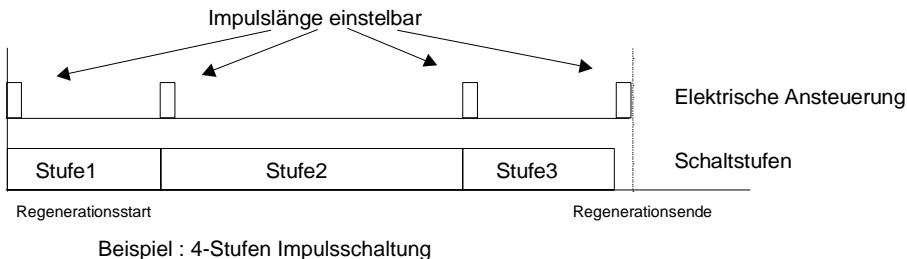 Impulslänge einstelbar
Elektrische Ansteuerung
Stufe1 Stufe2 Stufe3 Schaltstufen
Regenerationsstart Regenerationsende
Beispiel : 4-Stufen Impulsschaltung